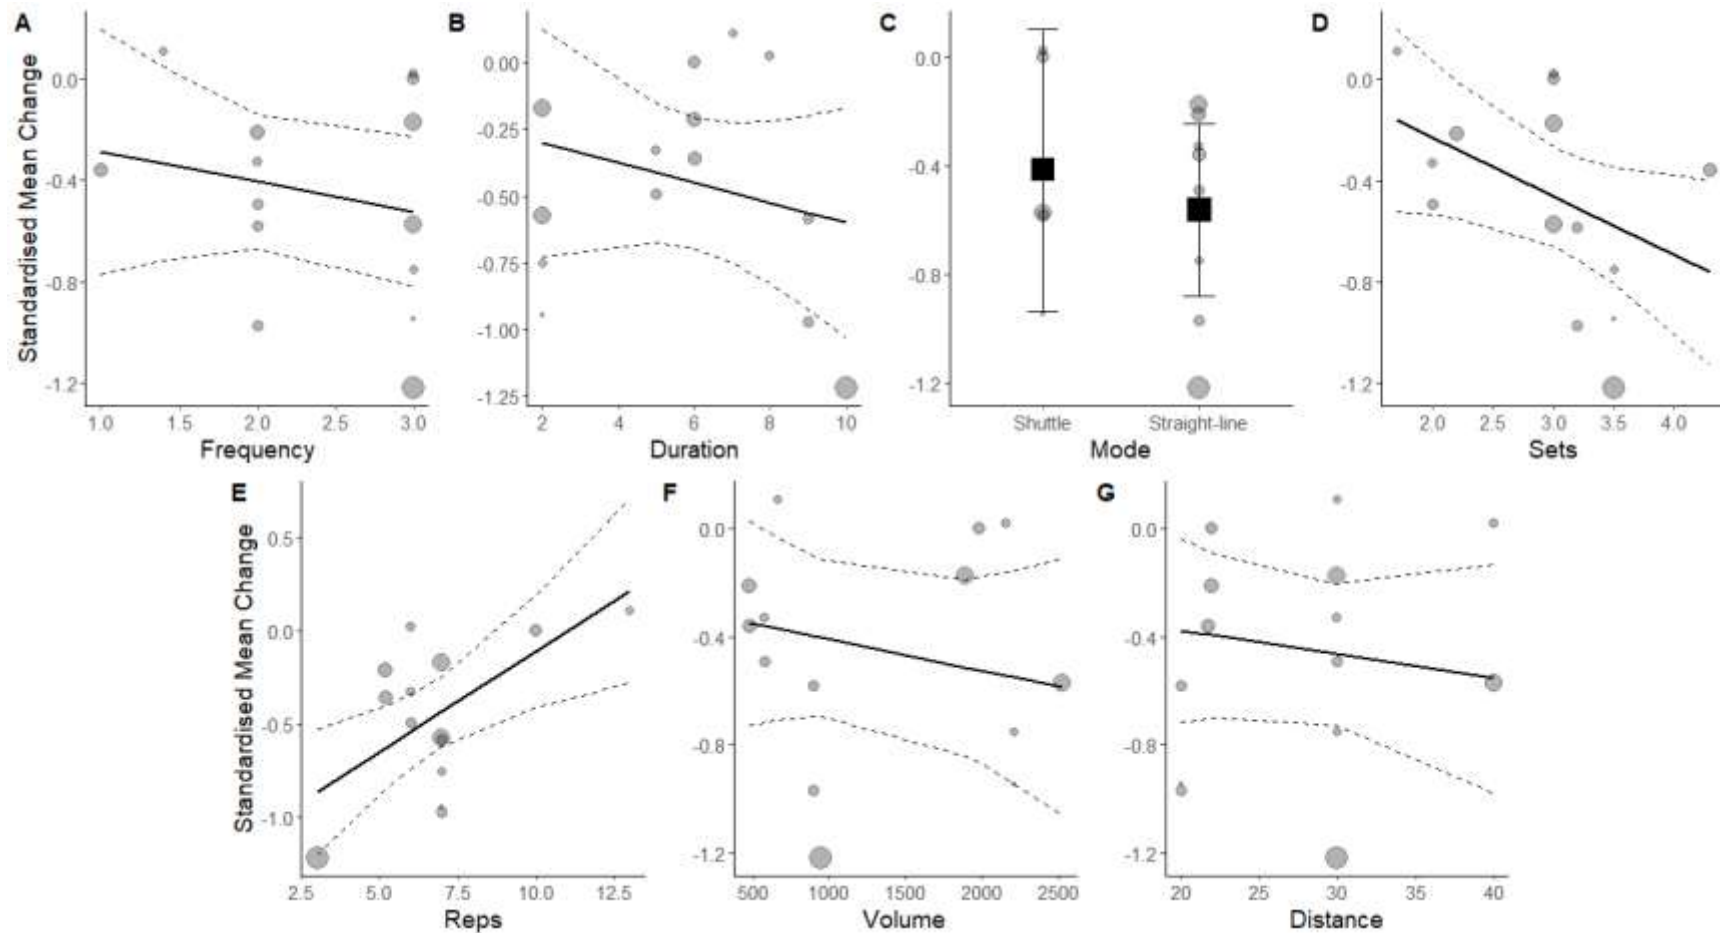 A
B
C
D
Standardised Mean Change
0.0
-0.4
-0.8
-1.2
1.0 1.5 2.0 2.5 3.0
Frequency
0.00
-0.25
-0.50
-0.75
-1.00
-1.25
2 4 6 8 10
Duration
0.0
-0.4
-0.8
-1.2
Shuttle Straight-line
Mode
0.0
-0.4
-0.8
-1.2
2.0 2.5 3.0 3.5 4.0
Sets
E
F
G
Standardised Mean Change
0.5
0.0
-0.5
-1.0
2.5 5.0 7.5 10.0 12.5
Reps
0.0
-0.4
-0.8
-1.2
500 1000 1500 2000 2500
Volume
0.0
-0.4
-0.8
-1.2
20 25 30 35 40
Distance